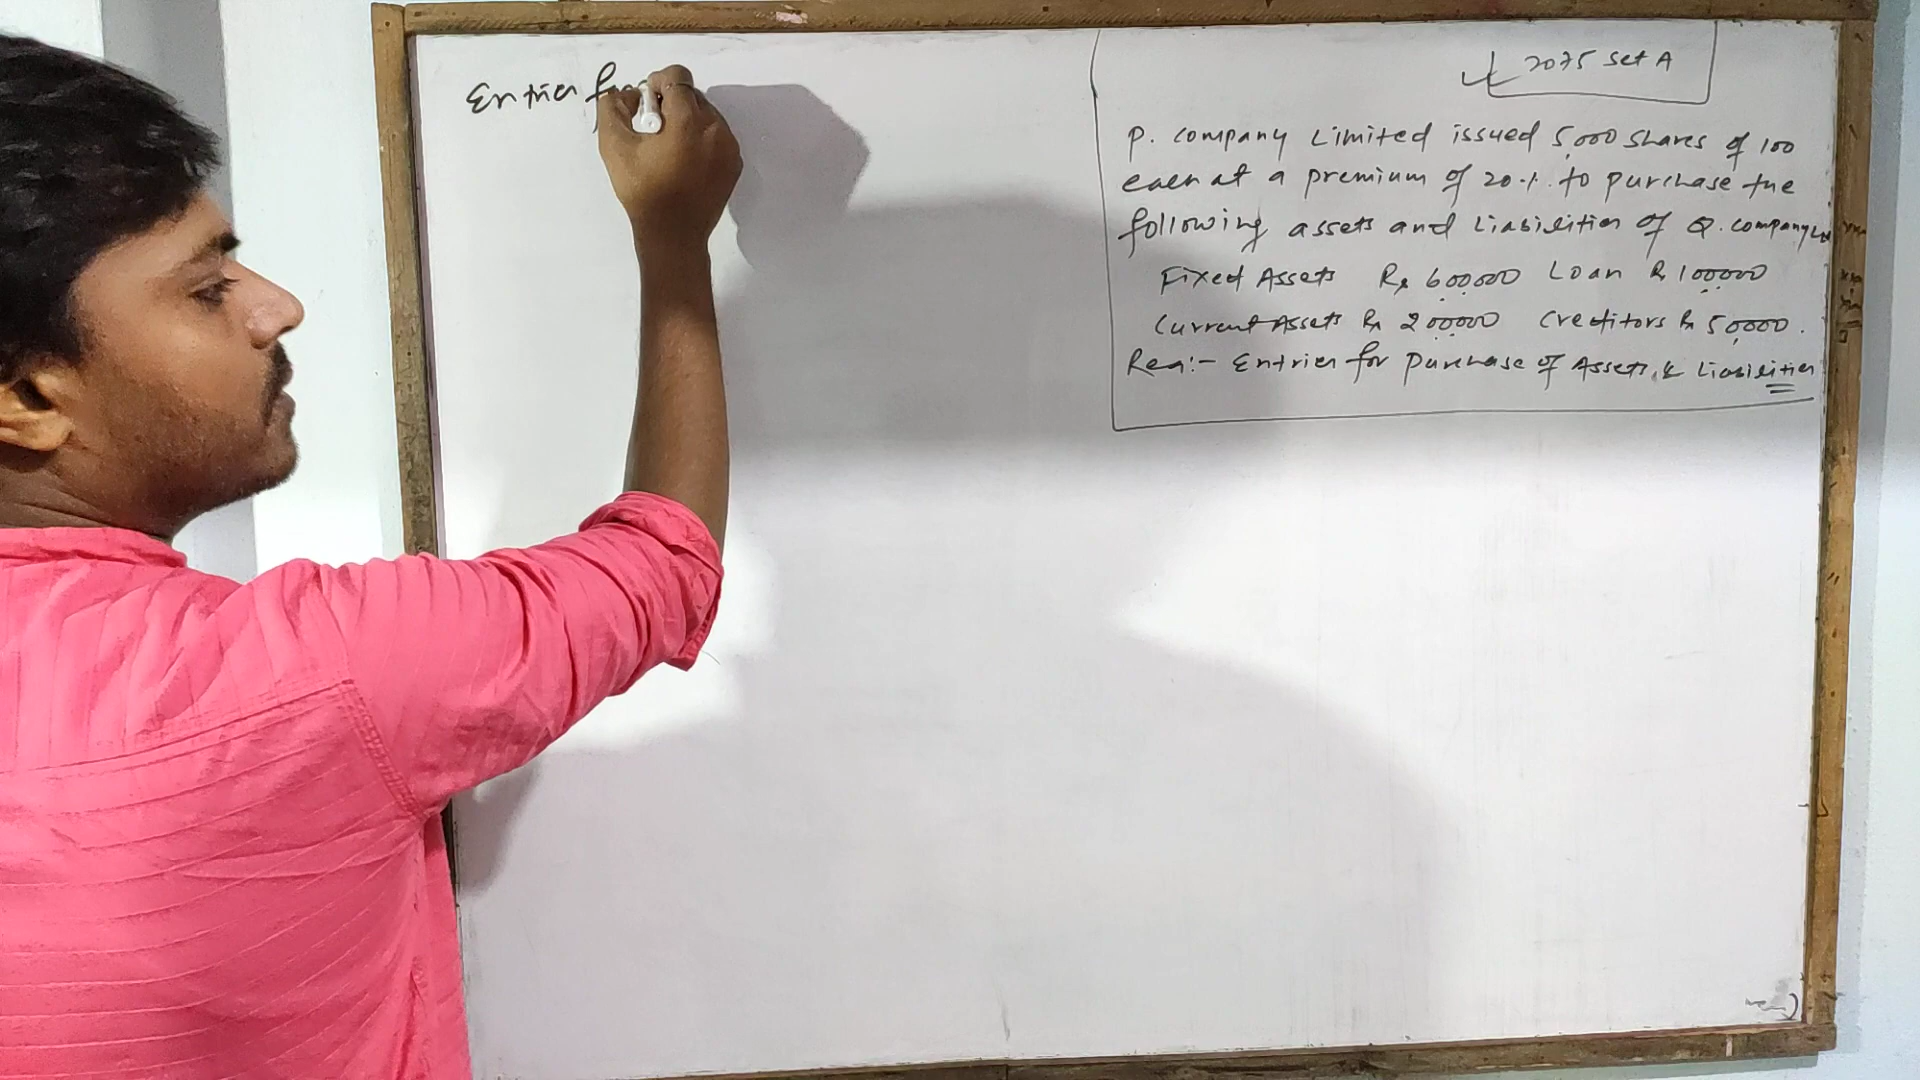 Entries for
2075 Set A
P. Company Limited issued 5,000 shares of 100
each at a premium of 20%. to purchase the
following assets and Liabilities of Q. company Ltd
Fixed Assets Rs 600000 Loan Rs 100000
Current Assets Rs 200000 Creditors Rs 50000.
Req:- Entries for purchase of Assets & Liabilities